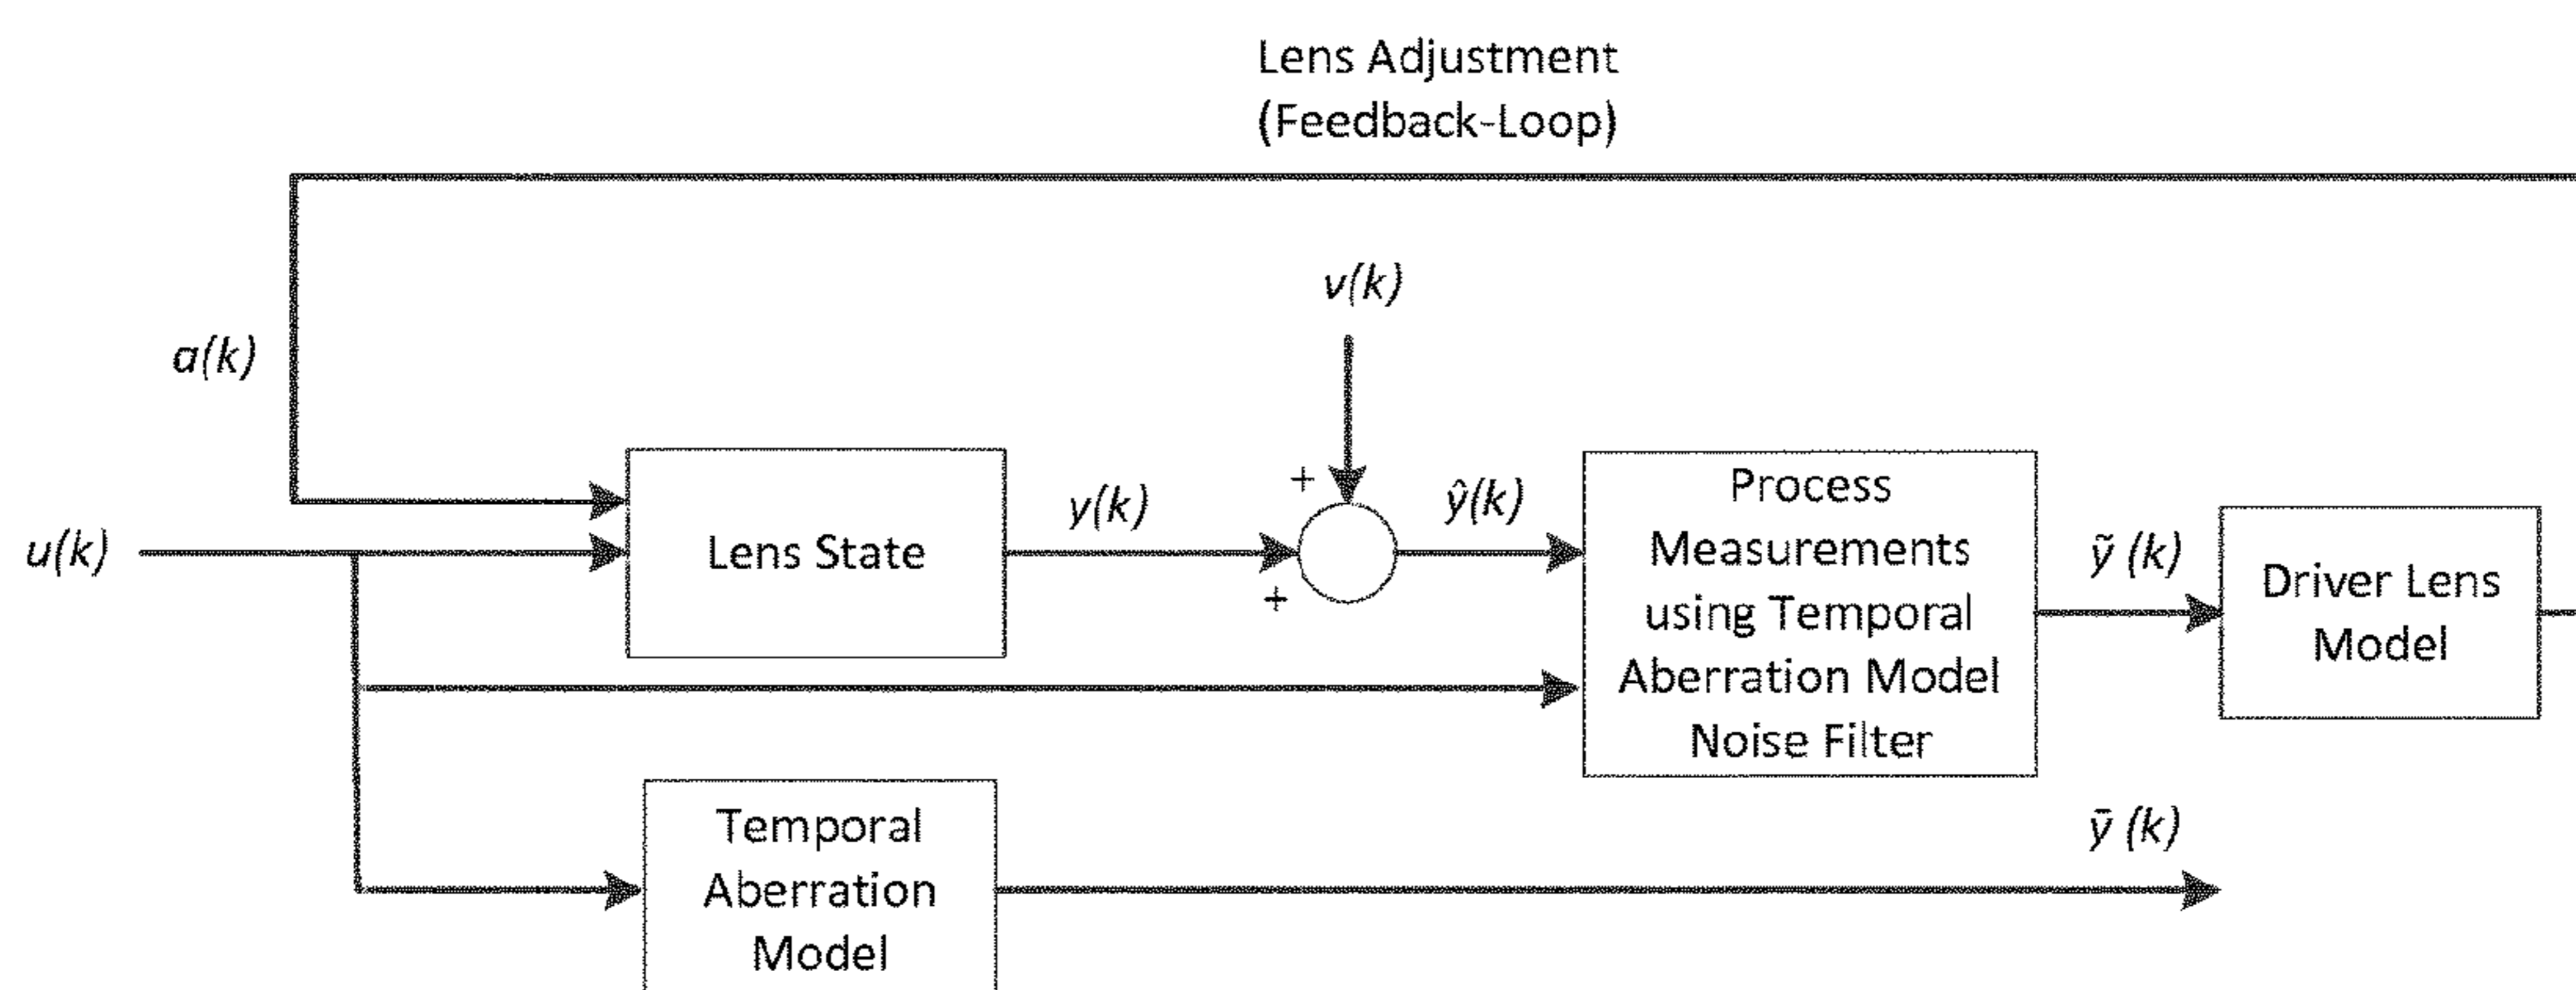 Lens Adjustment
(Feedback-Loop)
v(k)
a(k)
u(k)
Lens State
y(k)
+
+
ŷ(k)
Process
Measurements
using Temporal
Aberration Model
Noise Filter
ỹ (k)
Driver Lens
Model
Temporal
Aberration
Model
ȳ (k)